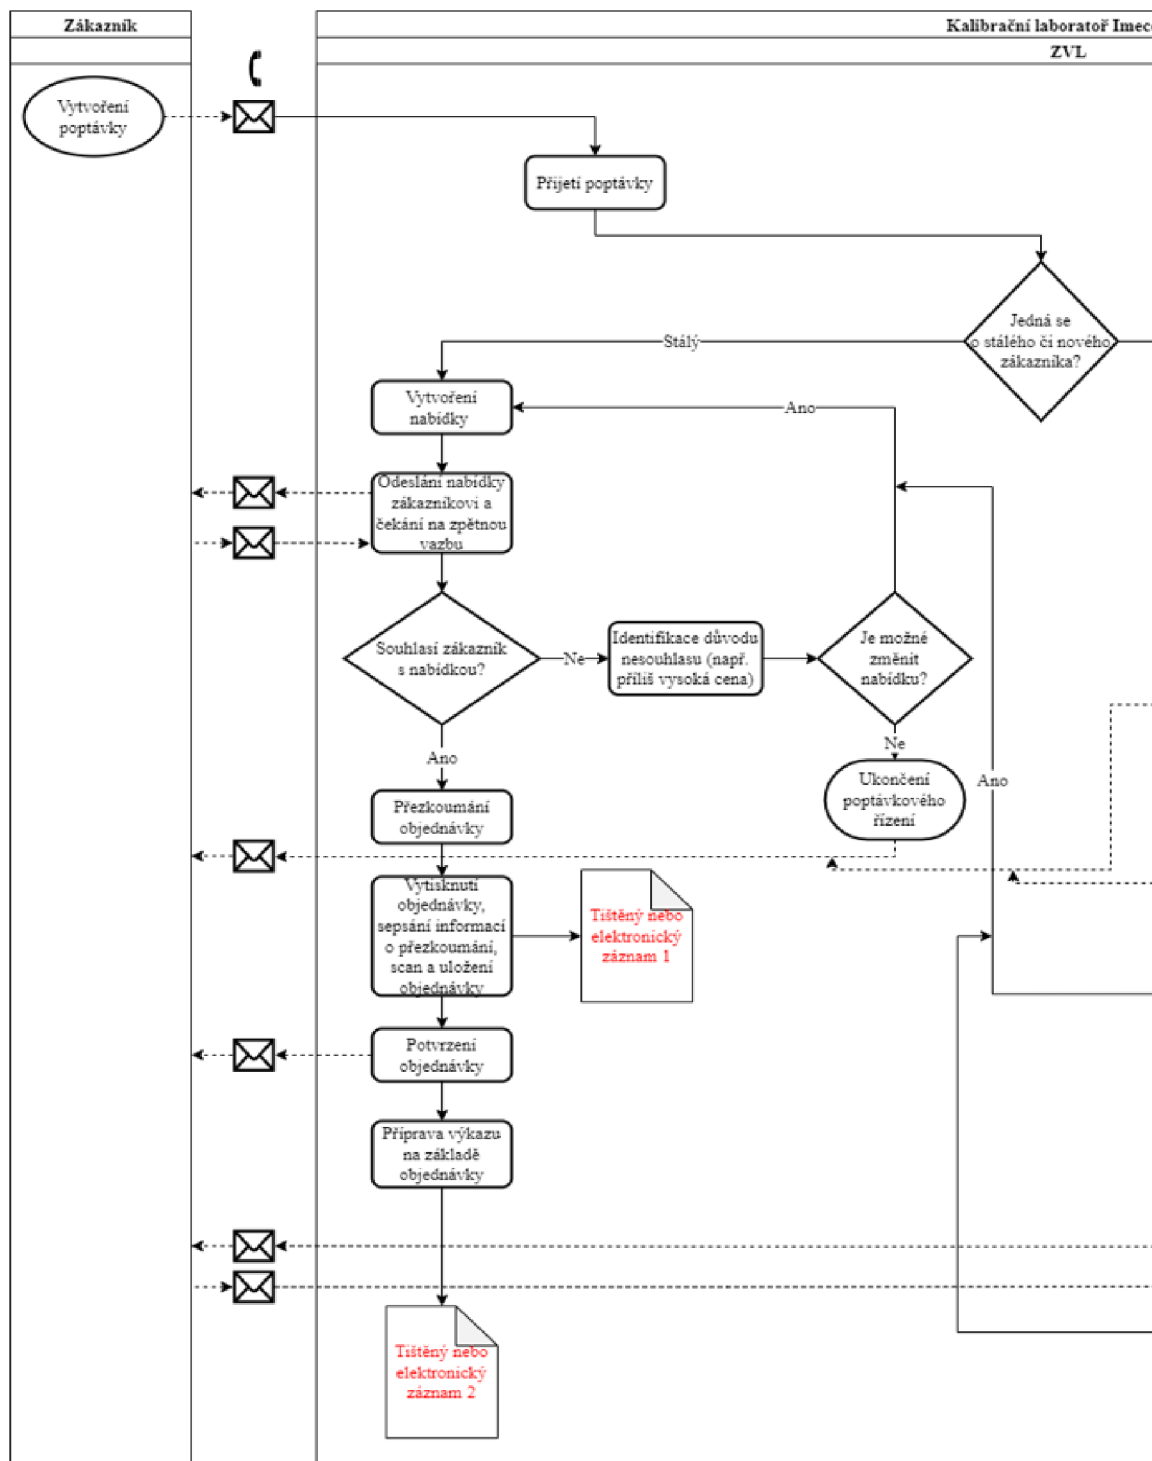 Zákazník
Kalibrační laboratoř Imeco
ZVL
Vytvoření
poptávky
Přijetí poptávky
Jedná se
o stálého či nového
zákazníka?
Stálý
Vytvoření
nabídky
Ano
Odeslání nabídky
zákazníkovi a
čekání na zpětnou
vazbu
Souhlasí zákazník
s nabídkou?
Ne
Identifikace důvodu
nesouhlasu (např.
příliš vysoká cena)
Je možné
změnit
nabídku?
Ne
Ano
Ano
Ukončení
poptávkového
řízení
Přezkoumání
objednávky
Vytisknutí
objednávky,
sepsání informací
o přezkoumání,
scan a uložení
objednávky
Tištěný nebo
elektronický
záznam 1
Potvrzení
objednávky
Příprava výkazu
na základě
objednávky
Tištěný nebo
elektronický
záznam 2